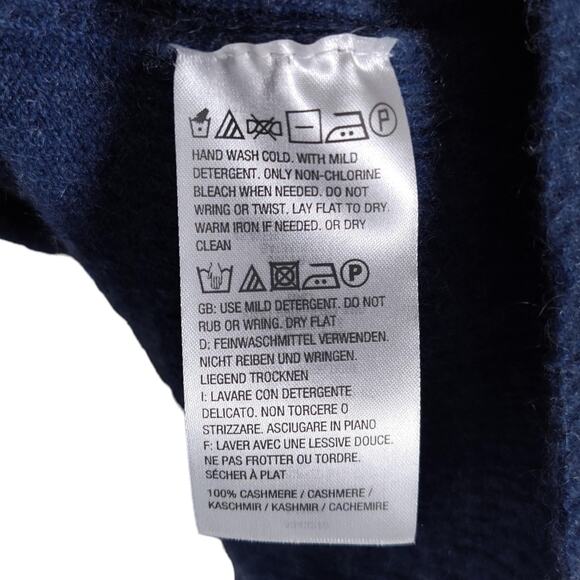 P
HAND WASH COLD. WITH MILD
DETERGENT. ONLY NON-CHLORINE
BLEACH WHEN NEEDED. DO NOT
WRING OR TWIST. LAY FLAT TO DRY.
WARM IRON IF NEEDED. OR DRY
CLEAN
P
GB: USE MILD DETERGENT. DO NOT
RUB OR WRING. DRY FLAT
D: FEINWASCHMITTEL VERWENDEN.
NICHT REIBEN UND WRINGEN.
LIEGEND TROCKNEN
I: LAVARE CON DETERGENTE
DELICATO. NON TORCERE O
STRIZZARE. ASCIUGARE IN PIANO
F: LAVER AVEC UNE LESSIVE DOUCE.
NE PAS FROTTER OU TORDRE.
SÉCHER À PLAT
100% CASHMERE / CASHMERE /
KASCHMIR / KASHMIR / CACHEMIRE